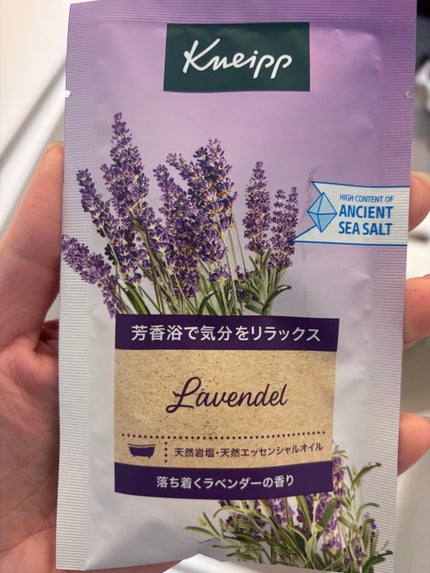 Kneipp
HIGH CONTENT OF
ANCIENT
SEA SALT
芳香浴で気分をリラックス
Lavendel
天然岩塩・天然エッセンシャルオイル
落ち着くラベンダーの香り